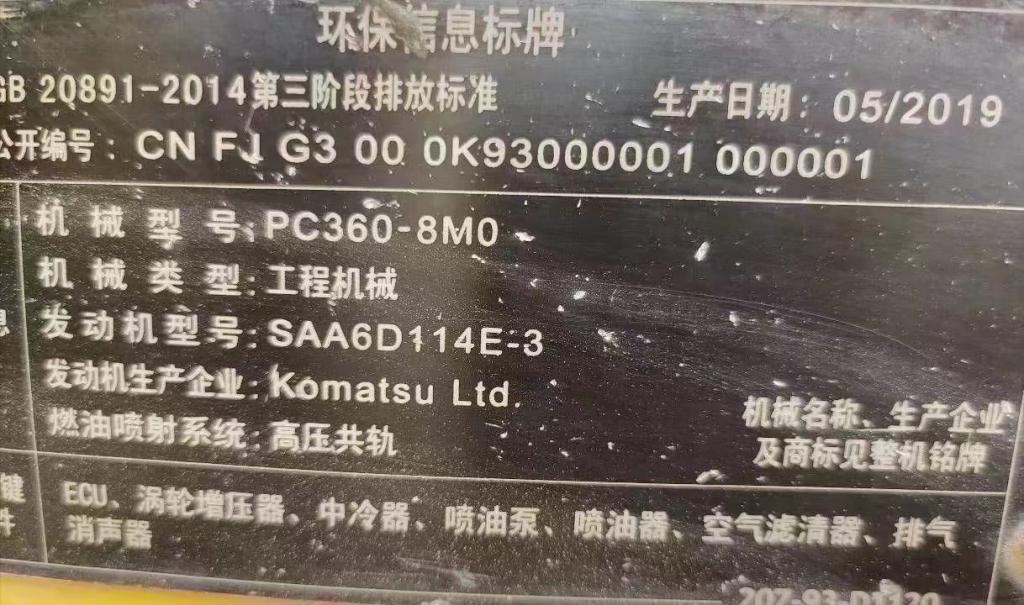 环保信息标牌
GB 20891-2014第三阶段排放标准 生产日期：05/2019
公开编号：CN FJ G3 00 0K93000001 000001
机械型号：PC360-8M0
机械类型：工程机械
发动机型号：SAA6D114E-3
发动机生产企业：Komatsu Ltd.
燃油喷射系统：高压共轨
机械名称、生产企业
及商标见整机铭牌
息
键
件
ECU、涡轮增压器、中冷器、喷油泵、喷油器、空气滤清器、排气
消声器